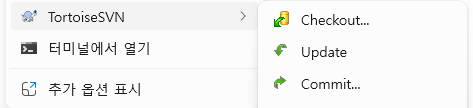 TortoiseSVN
터미널에서 열기
추가 옵션 표시
Checkout...
Update
Commit...